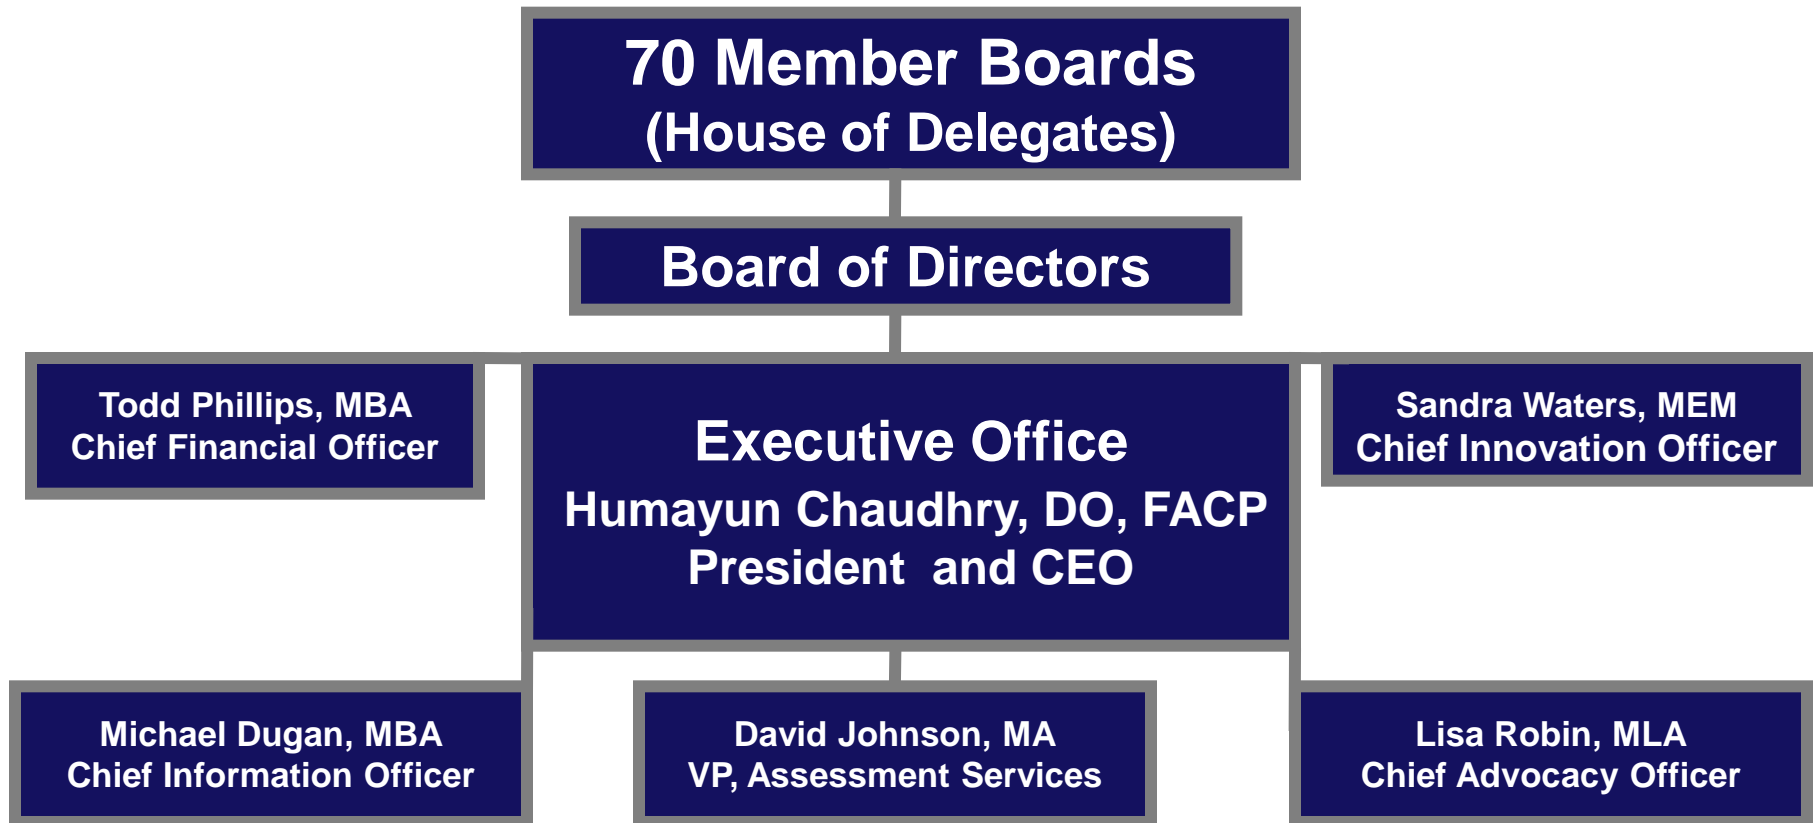 70 Member Boards
(House of Delegates)
Board of Directors
Todd Phillips, MBA
Chief Financial Officer
Executive Office
Humayun Chaudhry, DO, FACP
President  and CEO
Sandra Waters, MEM
Chief Innovation Officer
Michael Dugan, MBA
Chief Information Officer
David Johnson, MA
VP, Assessment Services
Lisa Robin, MLA
Chief Advocacy Officer